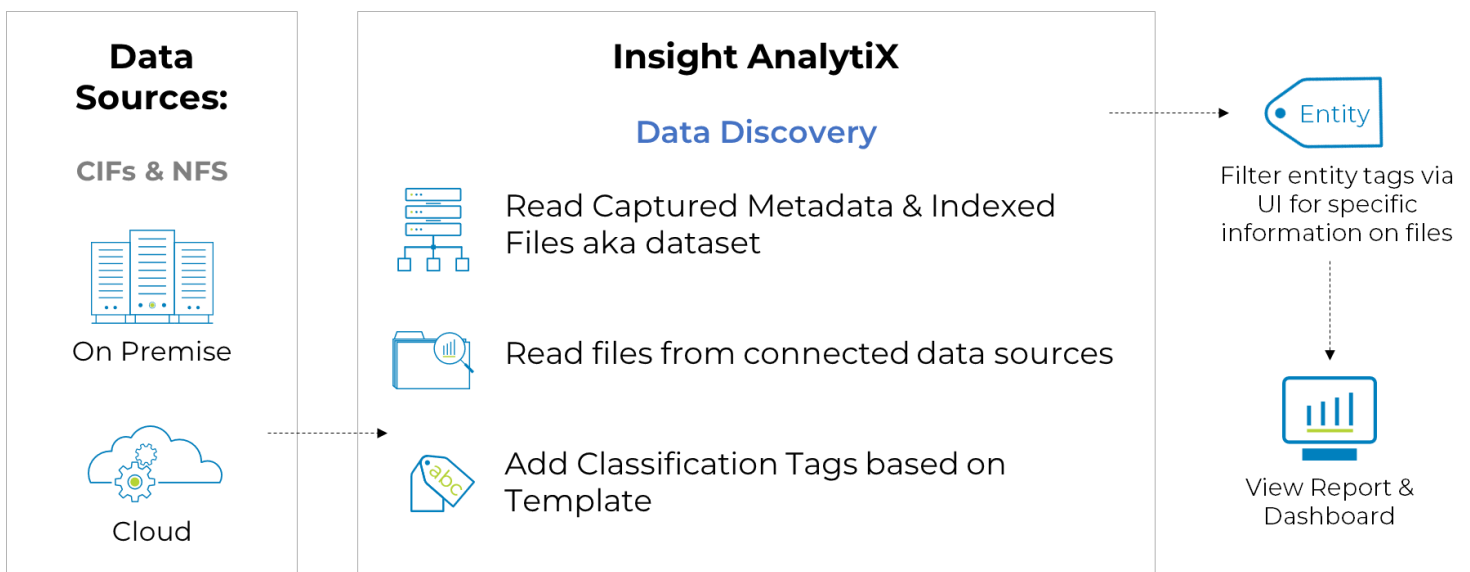 Data
Sources:
CIFs & NFS
On Premise
Cloud
Insight AnalytiX
Data Discovery
Read Captured Metadata & Indexed
Files aka dataset
Read files from connected data sources
abc
Add Classification Tags based on
Template
Entity
Filter entity tags via
UI for specific
information on files
View Report &
Dashboard